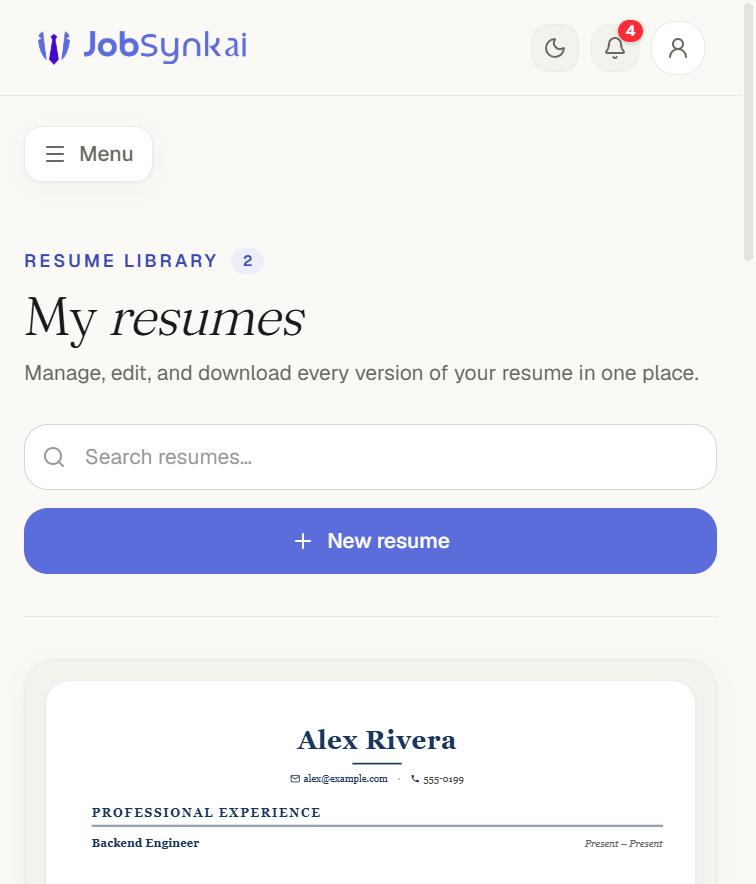 JobSynkai
4
Menu
RESUME LIBRARY 2
My resumes
Manage, edit, and download every version of your resume in one place.
Search resumes...
New resume
Alex Rivera
alex@example.com · 555-0199
PROFESSIONAL EXPERIENCE
Backend Engineer Present – Present